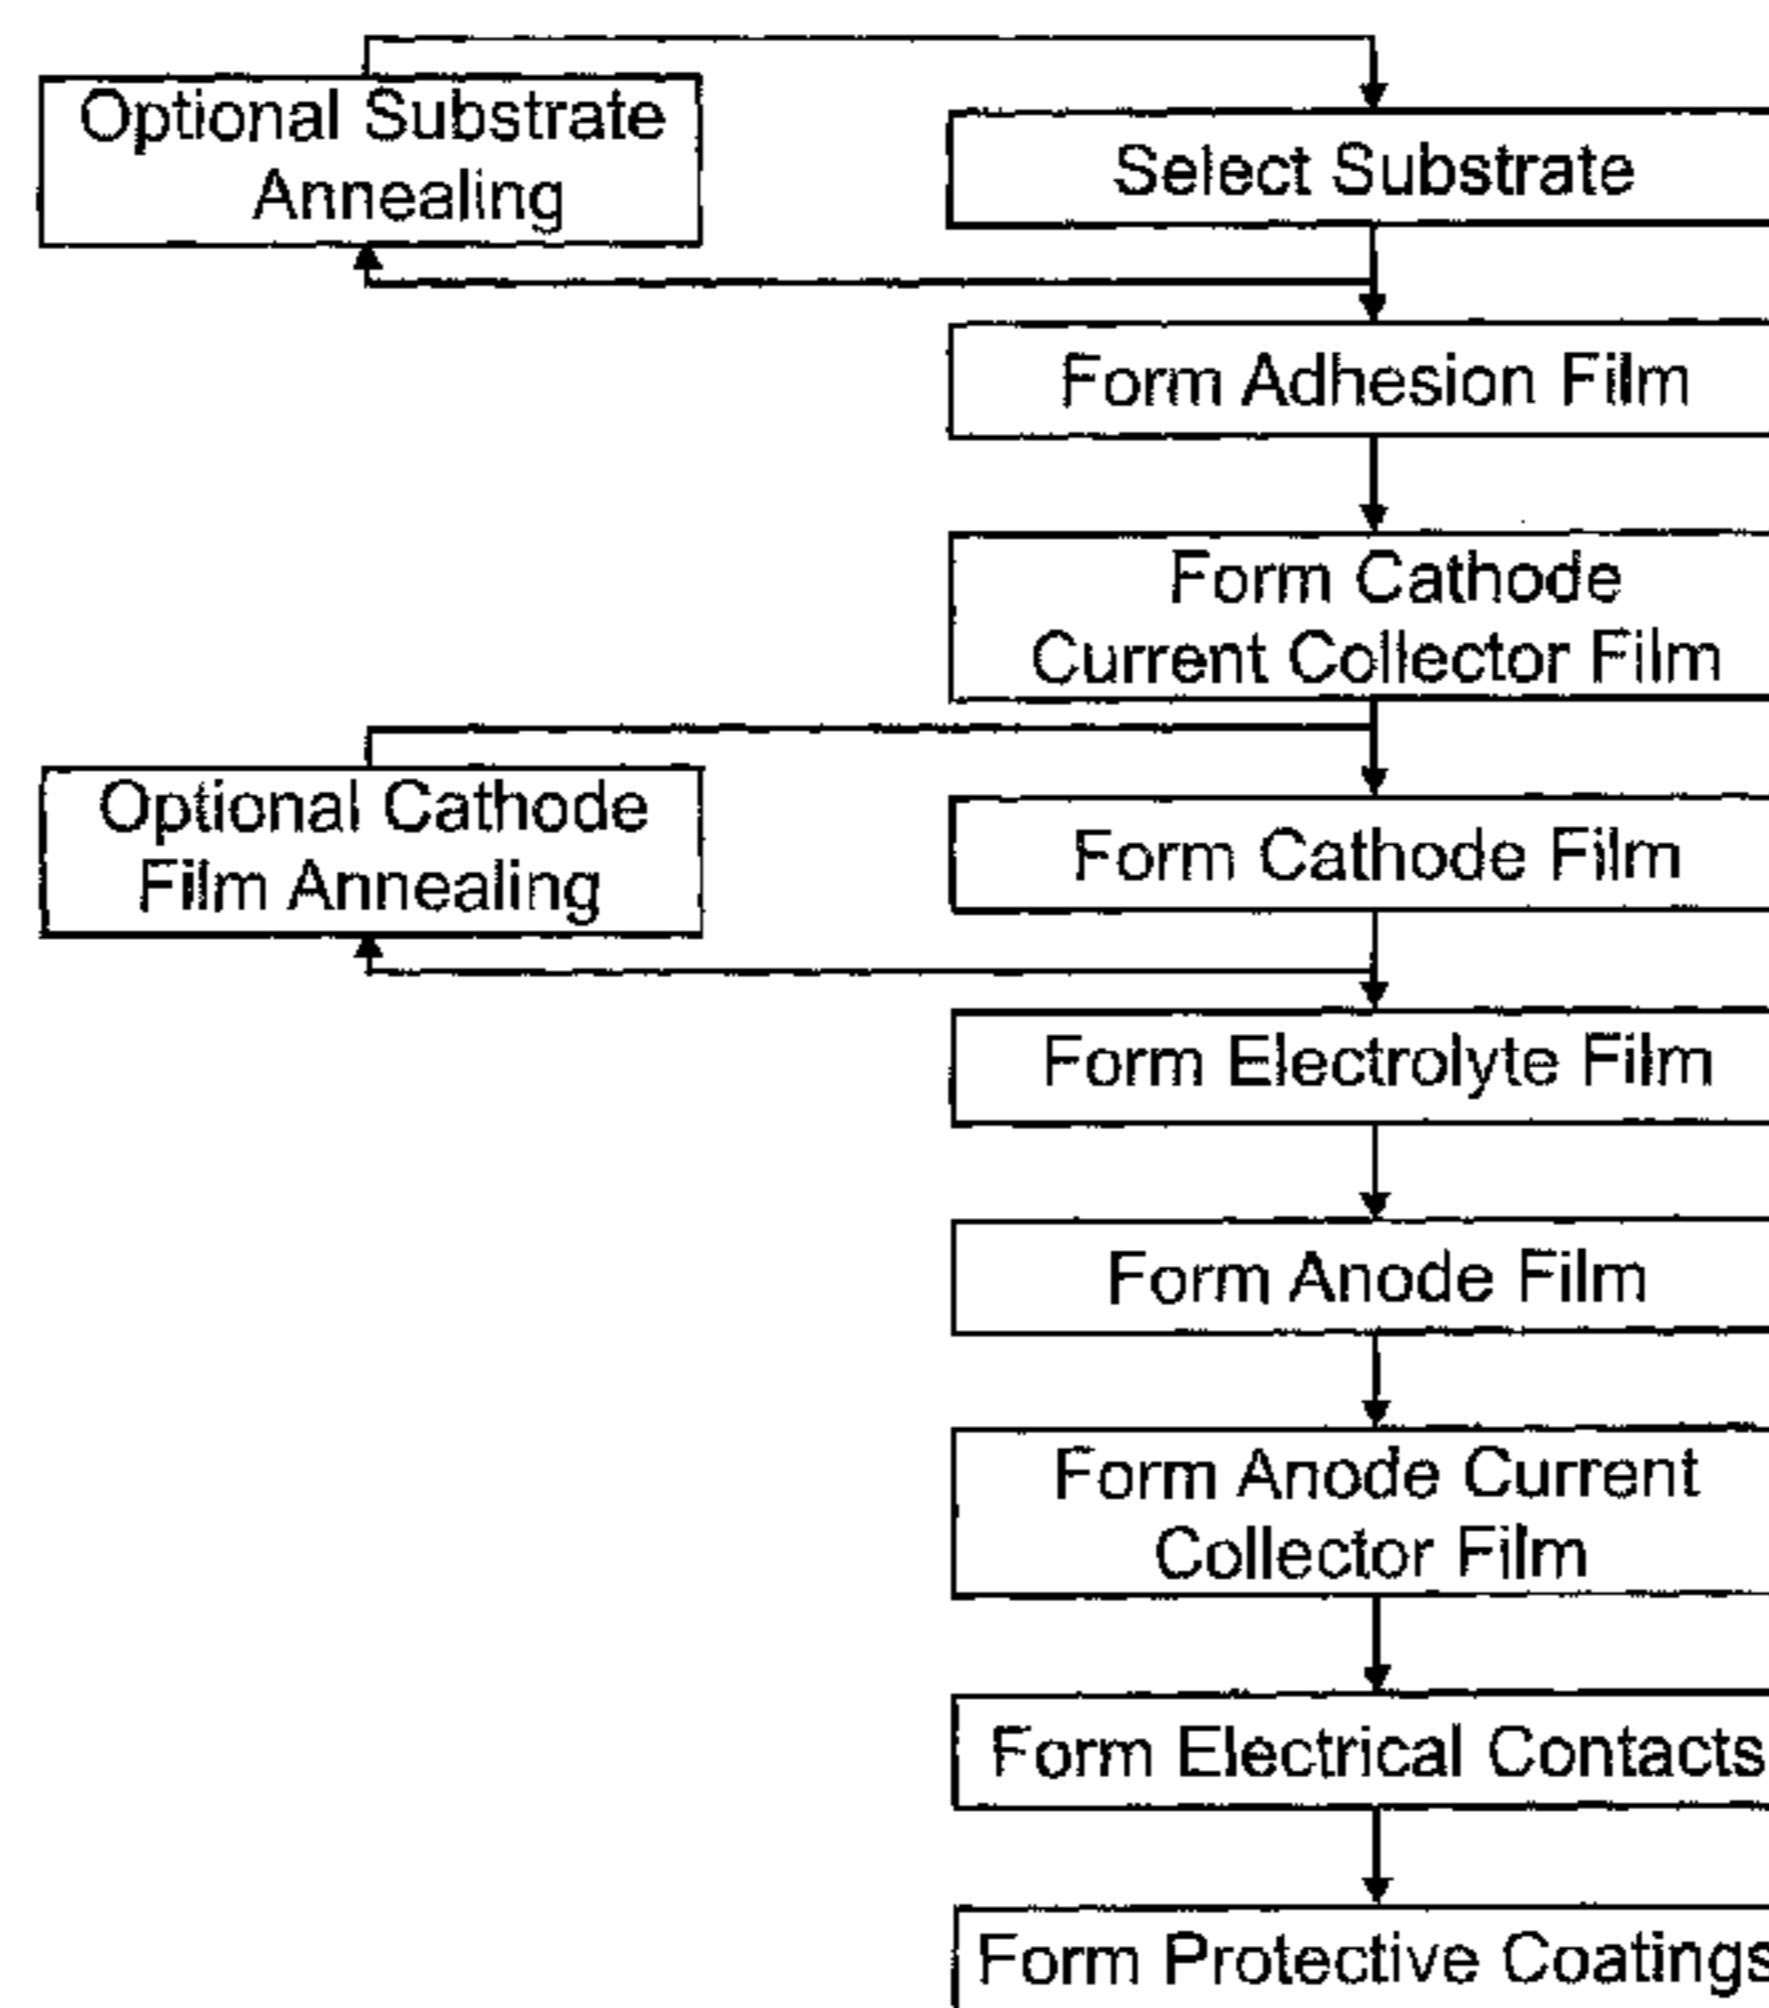 Optional Substrate
Annealing
Select Substrate
Form Adhesion Film
Form Cathode
Current Collector Film
Optional Cathode
Film Annealing
Form Cathode Film
Form Electrolyte Film
Form Anode Film
Form Anode Current
Collector Film
Form Electrical Contacts
Form Protective Coatings